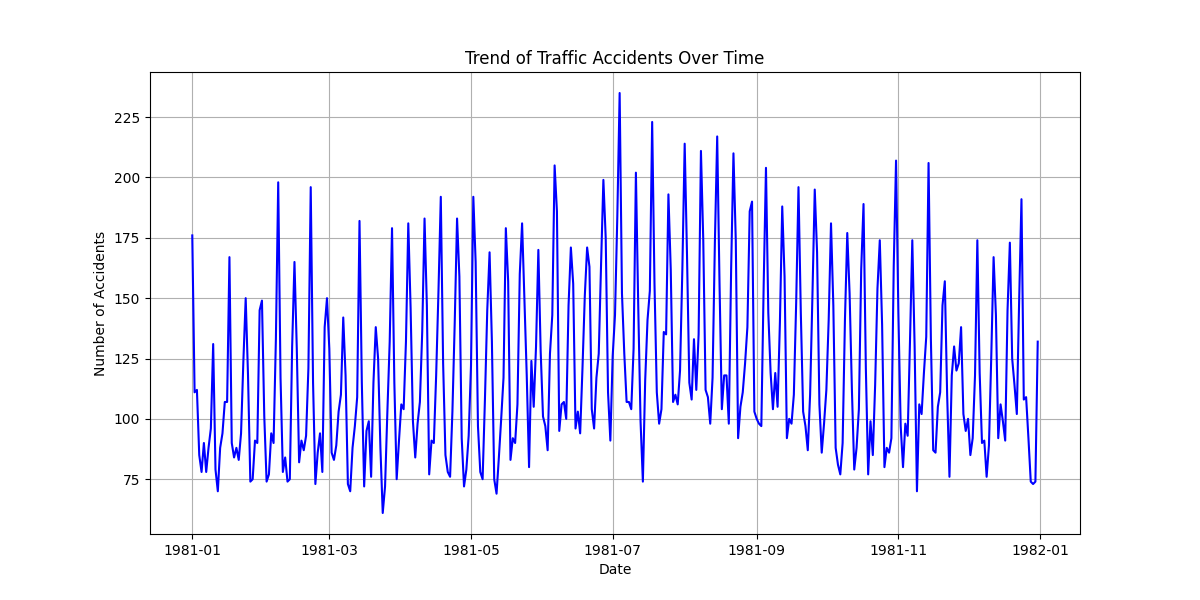 Trend of Traffic Accidents Over Time
225
200
175
150
125
100
75
Number of Accidents
1981-01 1981-03 1981-05 1981-07 1981-09 1981-11 1982-01
Date